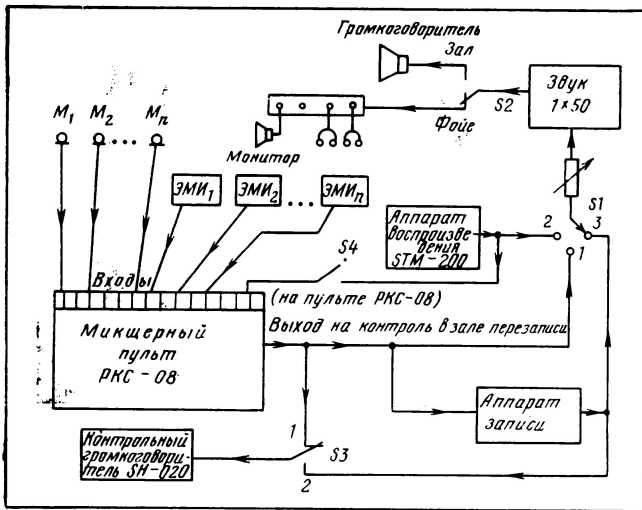 Громкоговоритель
Зал
Звук
1×50
S2
Фойе
Монитор
M1 M2 ... Mn
ЭМИ1 ЭМИ2 ... ЭМИn
S1
2 3
1
Аппарат
воспроизве
дения
STM-200
S4
Входы
(на пульте РКС-08)
Выход на контроль в зале перезаписи
Микщерный
пульт
РКС-08
Аппарат
записи
1
S3
2
Контрольный
громкоговори-
тель SH-020